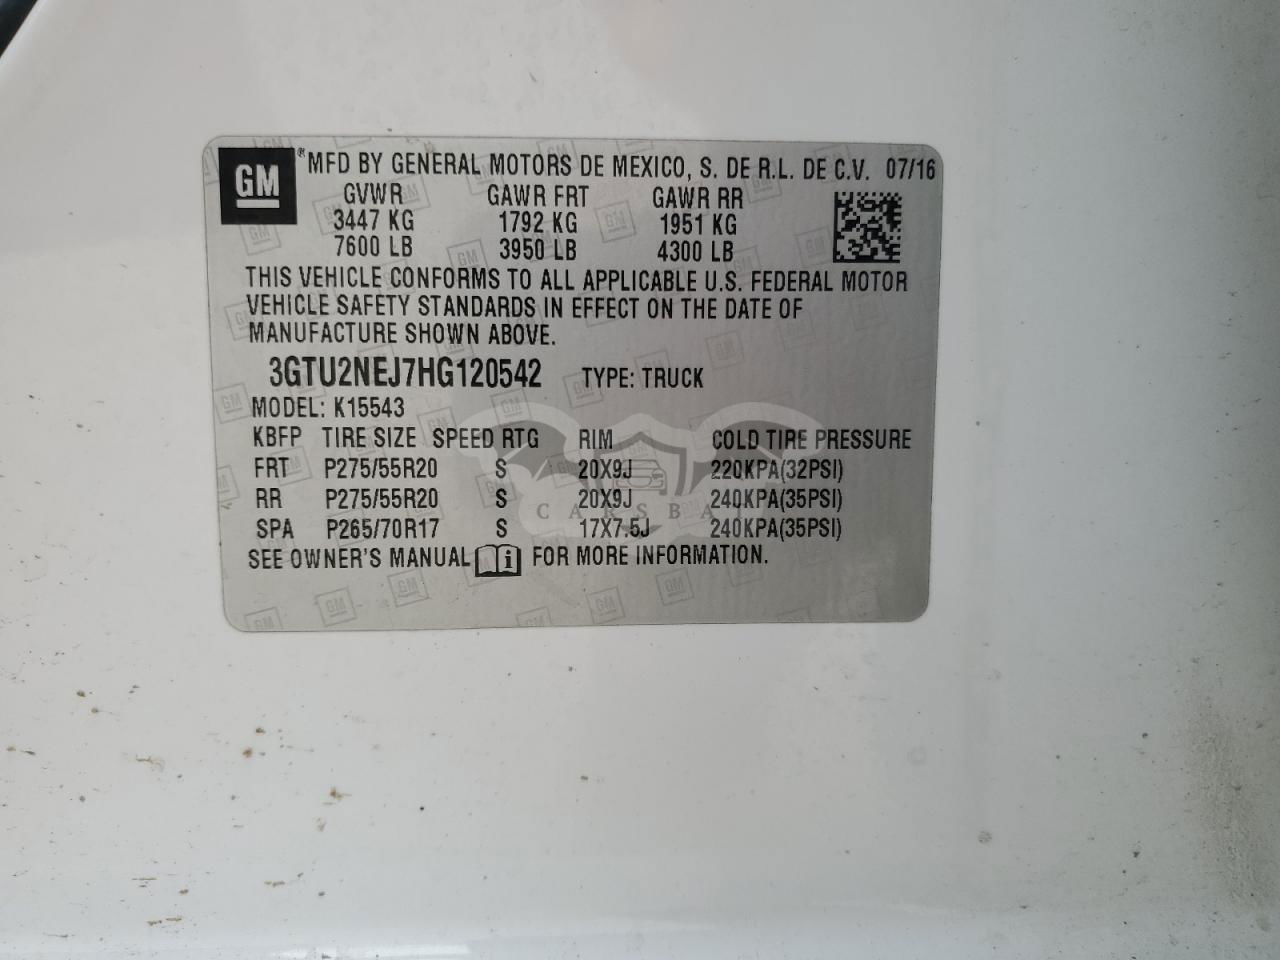 GM ® MFD BY GENERAL MOTORS DE MEXICO, S. DE R.L. DE C.V. 07/16
GVWR GAWR FRT GAWR RR
3447 KG 1792 KG 1951 KG
7600 LB 3950 LB 4300 LB
THIS VEHICLE CONFORMS TO ALL APPLICABLE U.S. FEDERAL MOTOR
VEHICLE SAFETY STANDARDS IN EFFECT ON THE DATE OF
MANUFACTURE SHOWN ABOVE.
3GTU2NEJ7HG120542 TYPE: TRUCK
MODEL: K15543
KBFP TIRE SIZE SPEED RTG RIM COLD TIRE PRESSURE
FRT P275/55R20 S 20X9J 220KPA(32PSI)
RR P275/55R20 S 20X9J 240KPA(35PSI)
CARSBAT
SPA P265/70R17 S 17X7.5J 240KPA(35PSI)
SEE OWNER'S MANUAL i FOR MORE INFORMATION.